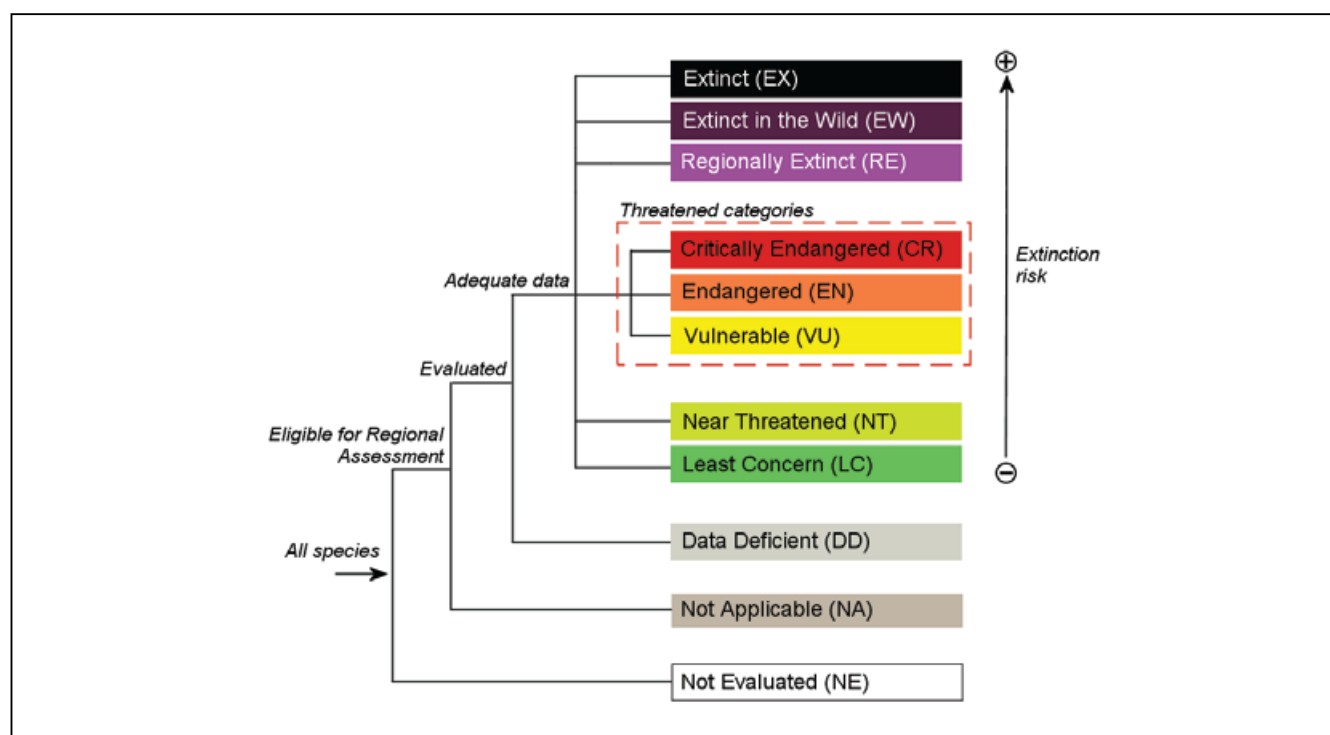 Extinct (EX)
Extinct in the Wild (EW)
Regionally Extinct (RE)
Threatened categories
Critically Endangered (CR)
Extinction
risk
Adequate data
Endangered (EN)
Vulnerable (VU)
Evaluated
Near Threatened (NT)
Eligible for Regional
Assessment
Least Concern (LC)
Data Deficient (DD)
All species
Not Applicable (NA)
Not Evaluated (NE)